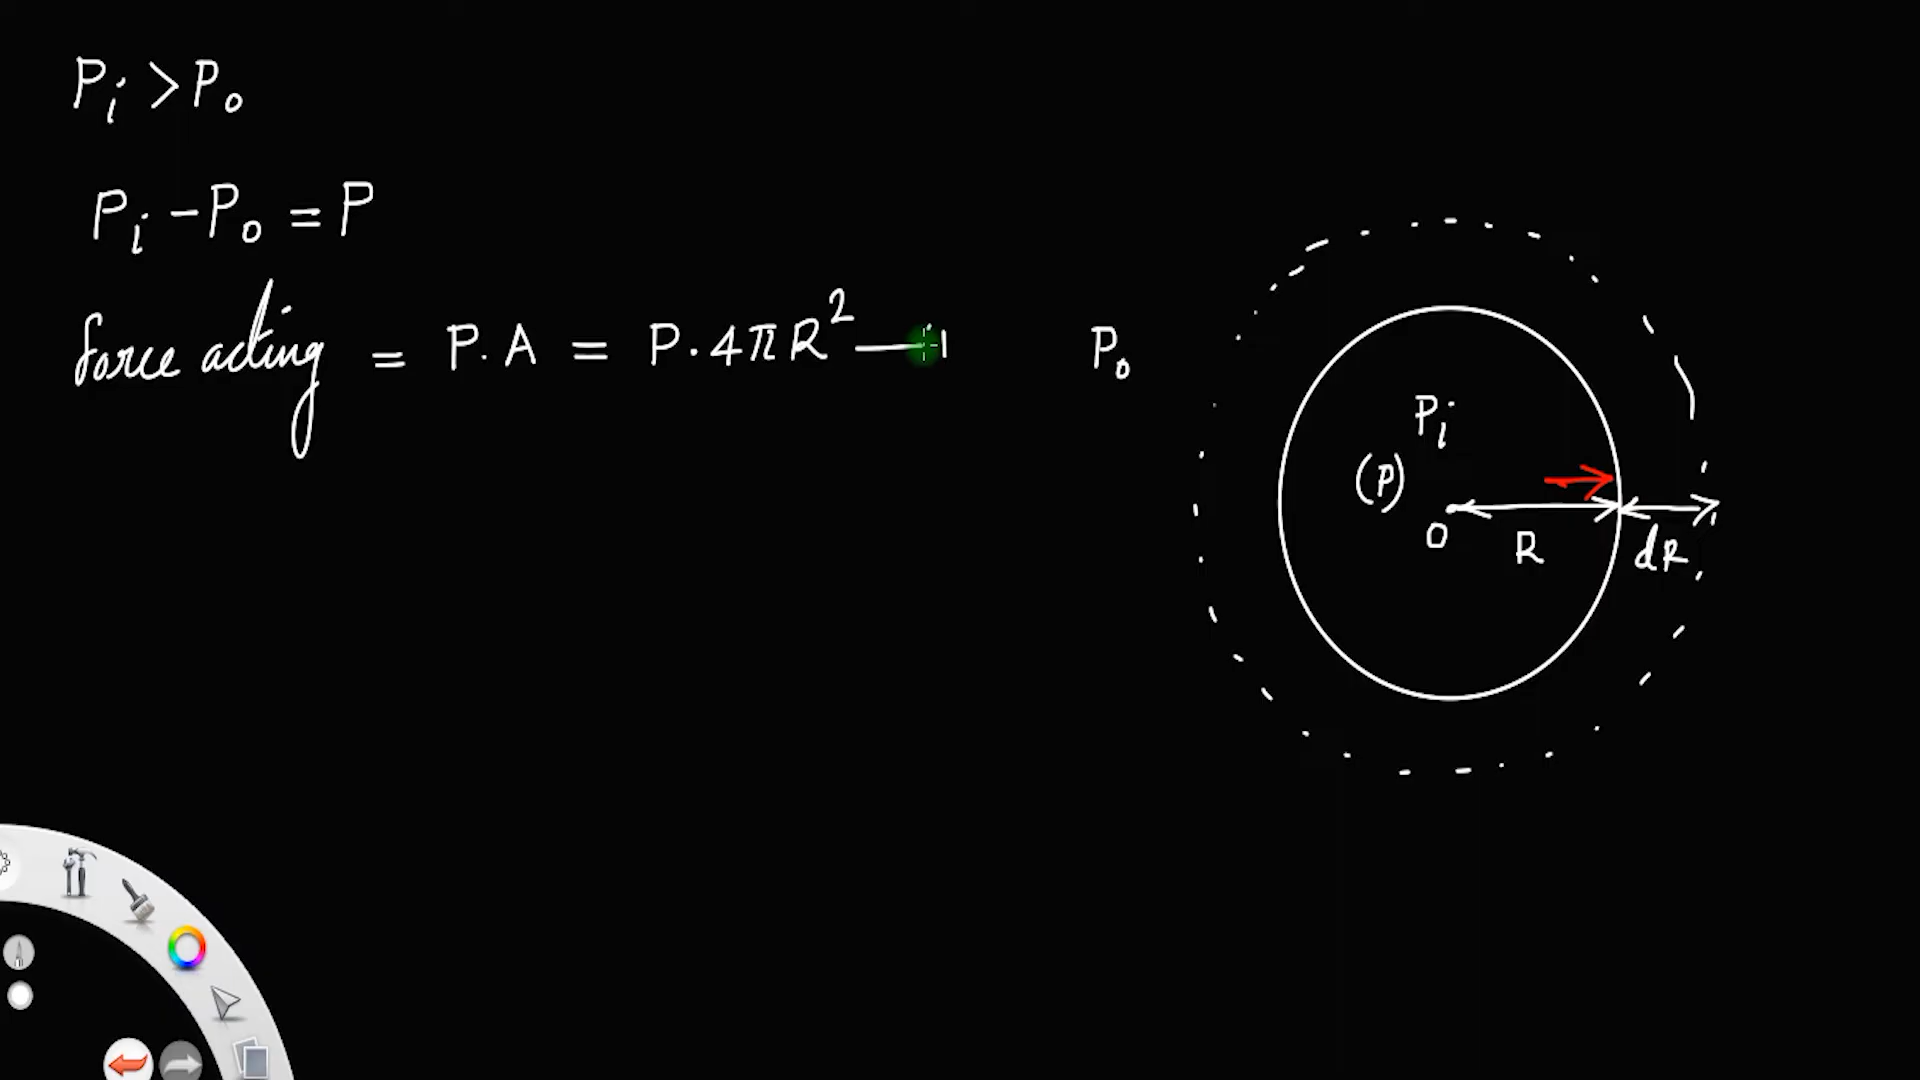 Pi > Po
Pi - Po = P
force acting = P.A = P.4πR² — 1
Po
Pi
(P)
O
R
dR